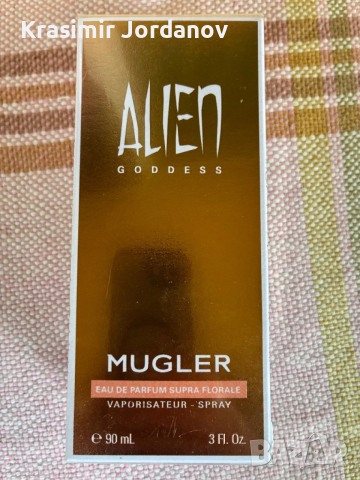 Krasimir Jordanov
ALIEN
GODDESS
MUGLER
EAU DE PARFUM SUPRA FLORALE
VAPORISATEUR - SPRAY
℮ 90 mL 3 Fl. Oz.